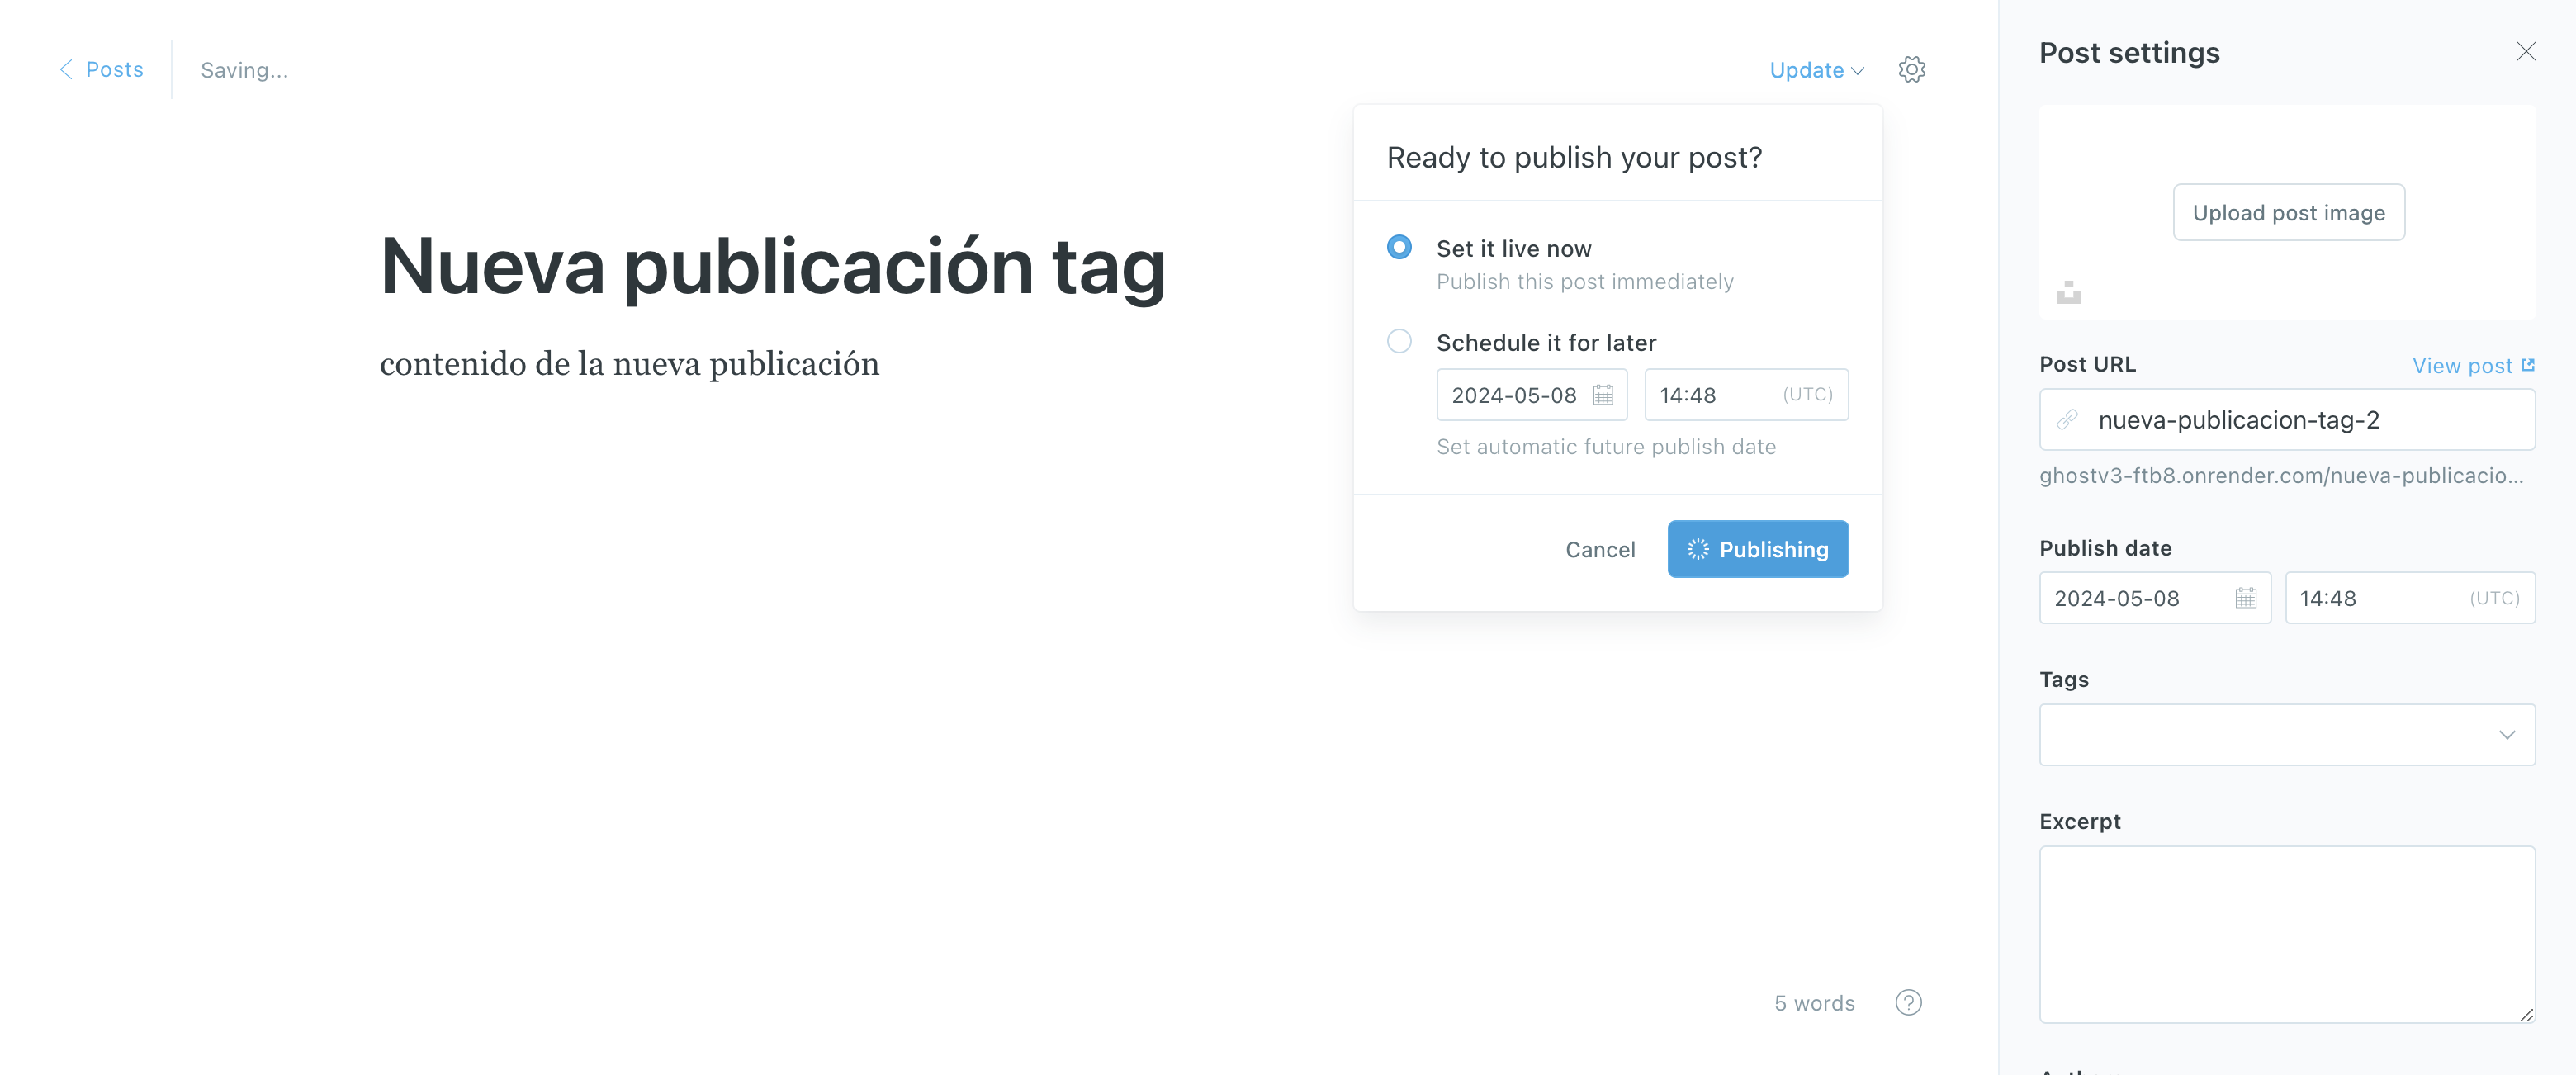 Posts
Saving...
Update
Ready to publish your post?
Set it live now
Publish this post immediately
Schedule it for later
2024-05-08
14:48 (UTC)
Set automatic future publish date
Cancel
Publishing
Nueva publicación tag
contenido de la nueva publicación
5 words
?
Post settings
Upload post image
Post URL
View post
nueva-publicacion-tag-2
ghostv3-ftb8.onrender.com/nueva-publicacio...
Publish date
2024-05-08
14:48 (UTC)
Tags
Excerpt